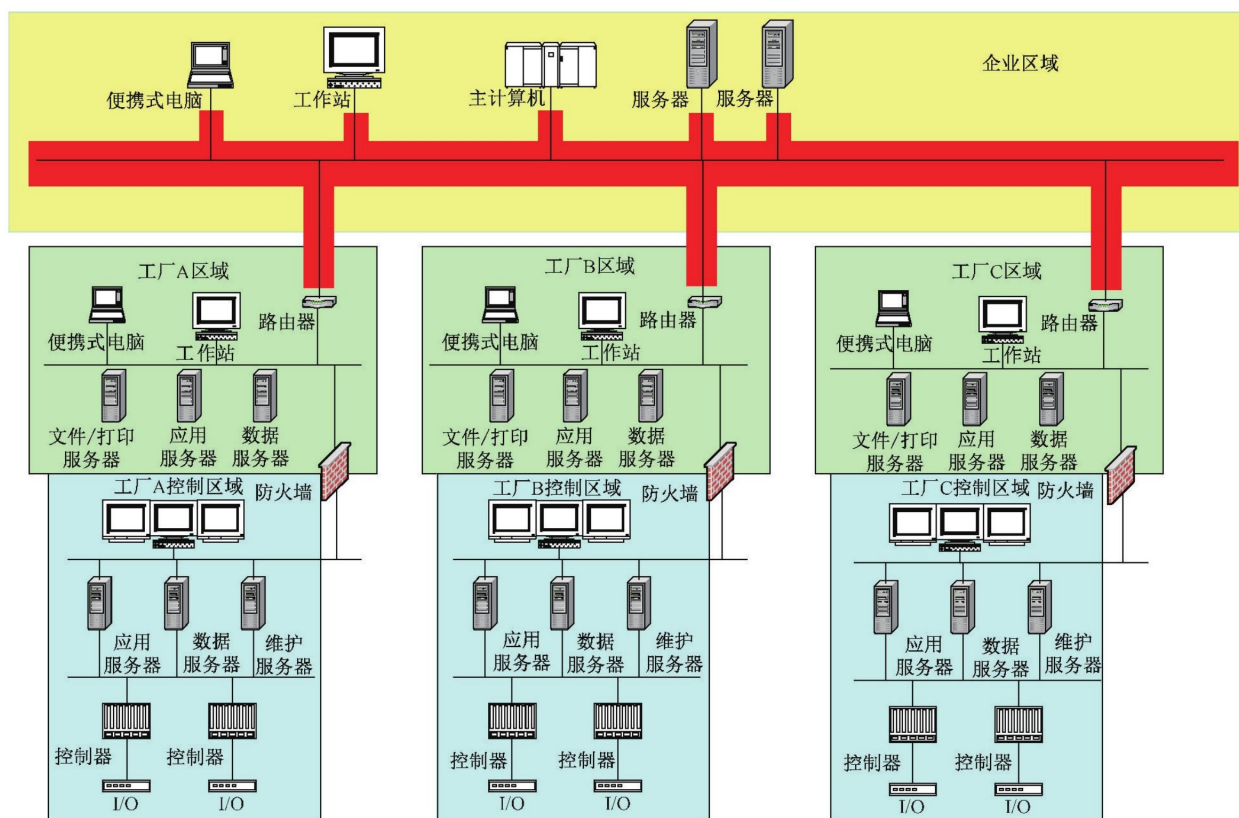 企业区域
便携式电脑
工作站
主计算机
服务器
服务器
工厂A区域
便携式电脑
工作站
路由器
文件/打印
服务器
应用
服务器
数据
服务器
防火墙
工厂A控制区域
应用
服务器
数据
服务器
维护
服务器
控制器
控制器
I/O
I/O
工厂B区域
便携式电脑
工作站
路由器
文件/打印
服务器
应用
服务器
数据
服务器
防火墙
工厂B控制区域
应用
服务器
数据
服务器
维护
服务器
控制器
控制器
I/O
I/O
工厂C区域
便携式电脑
工作站
路由器
文件/打印
服务器
应用
服务器
数据
服务器
防火墙
工厂C控制区域
应用
服务器
数据
服务器
维护
服务器
控制器
控制器
I/O
I/O